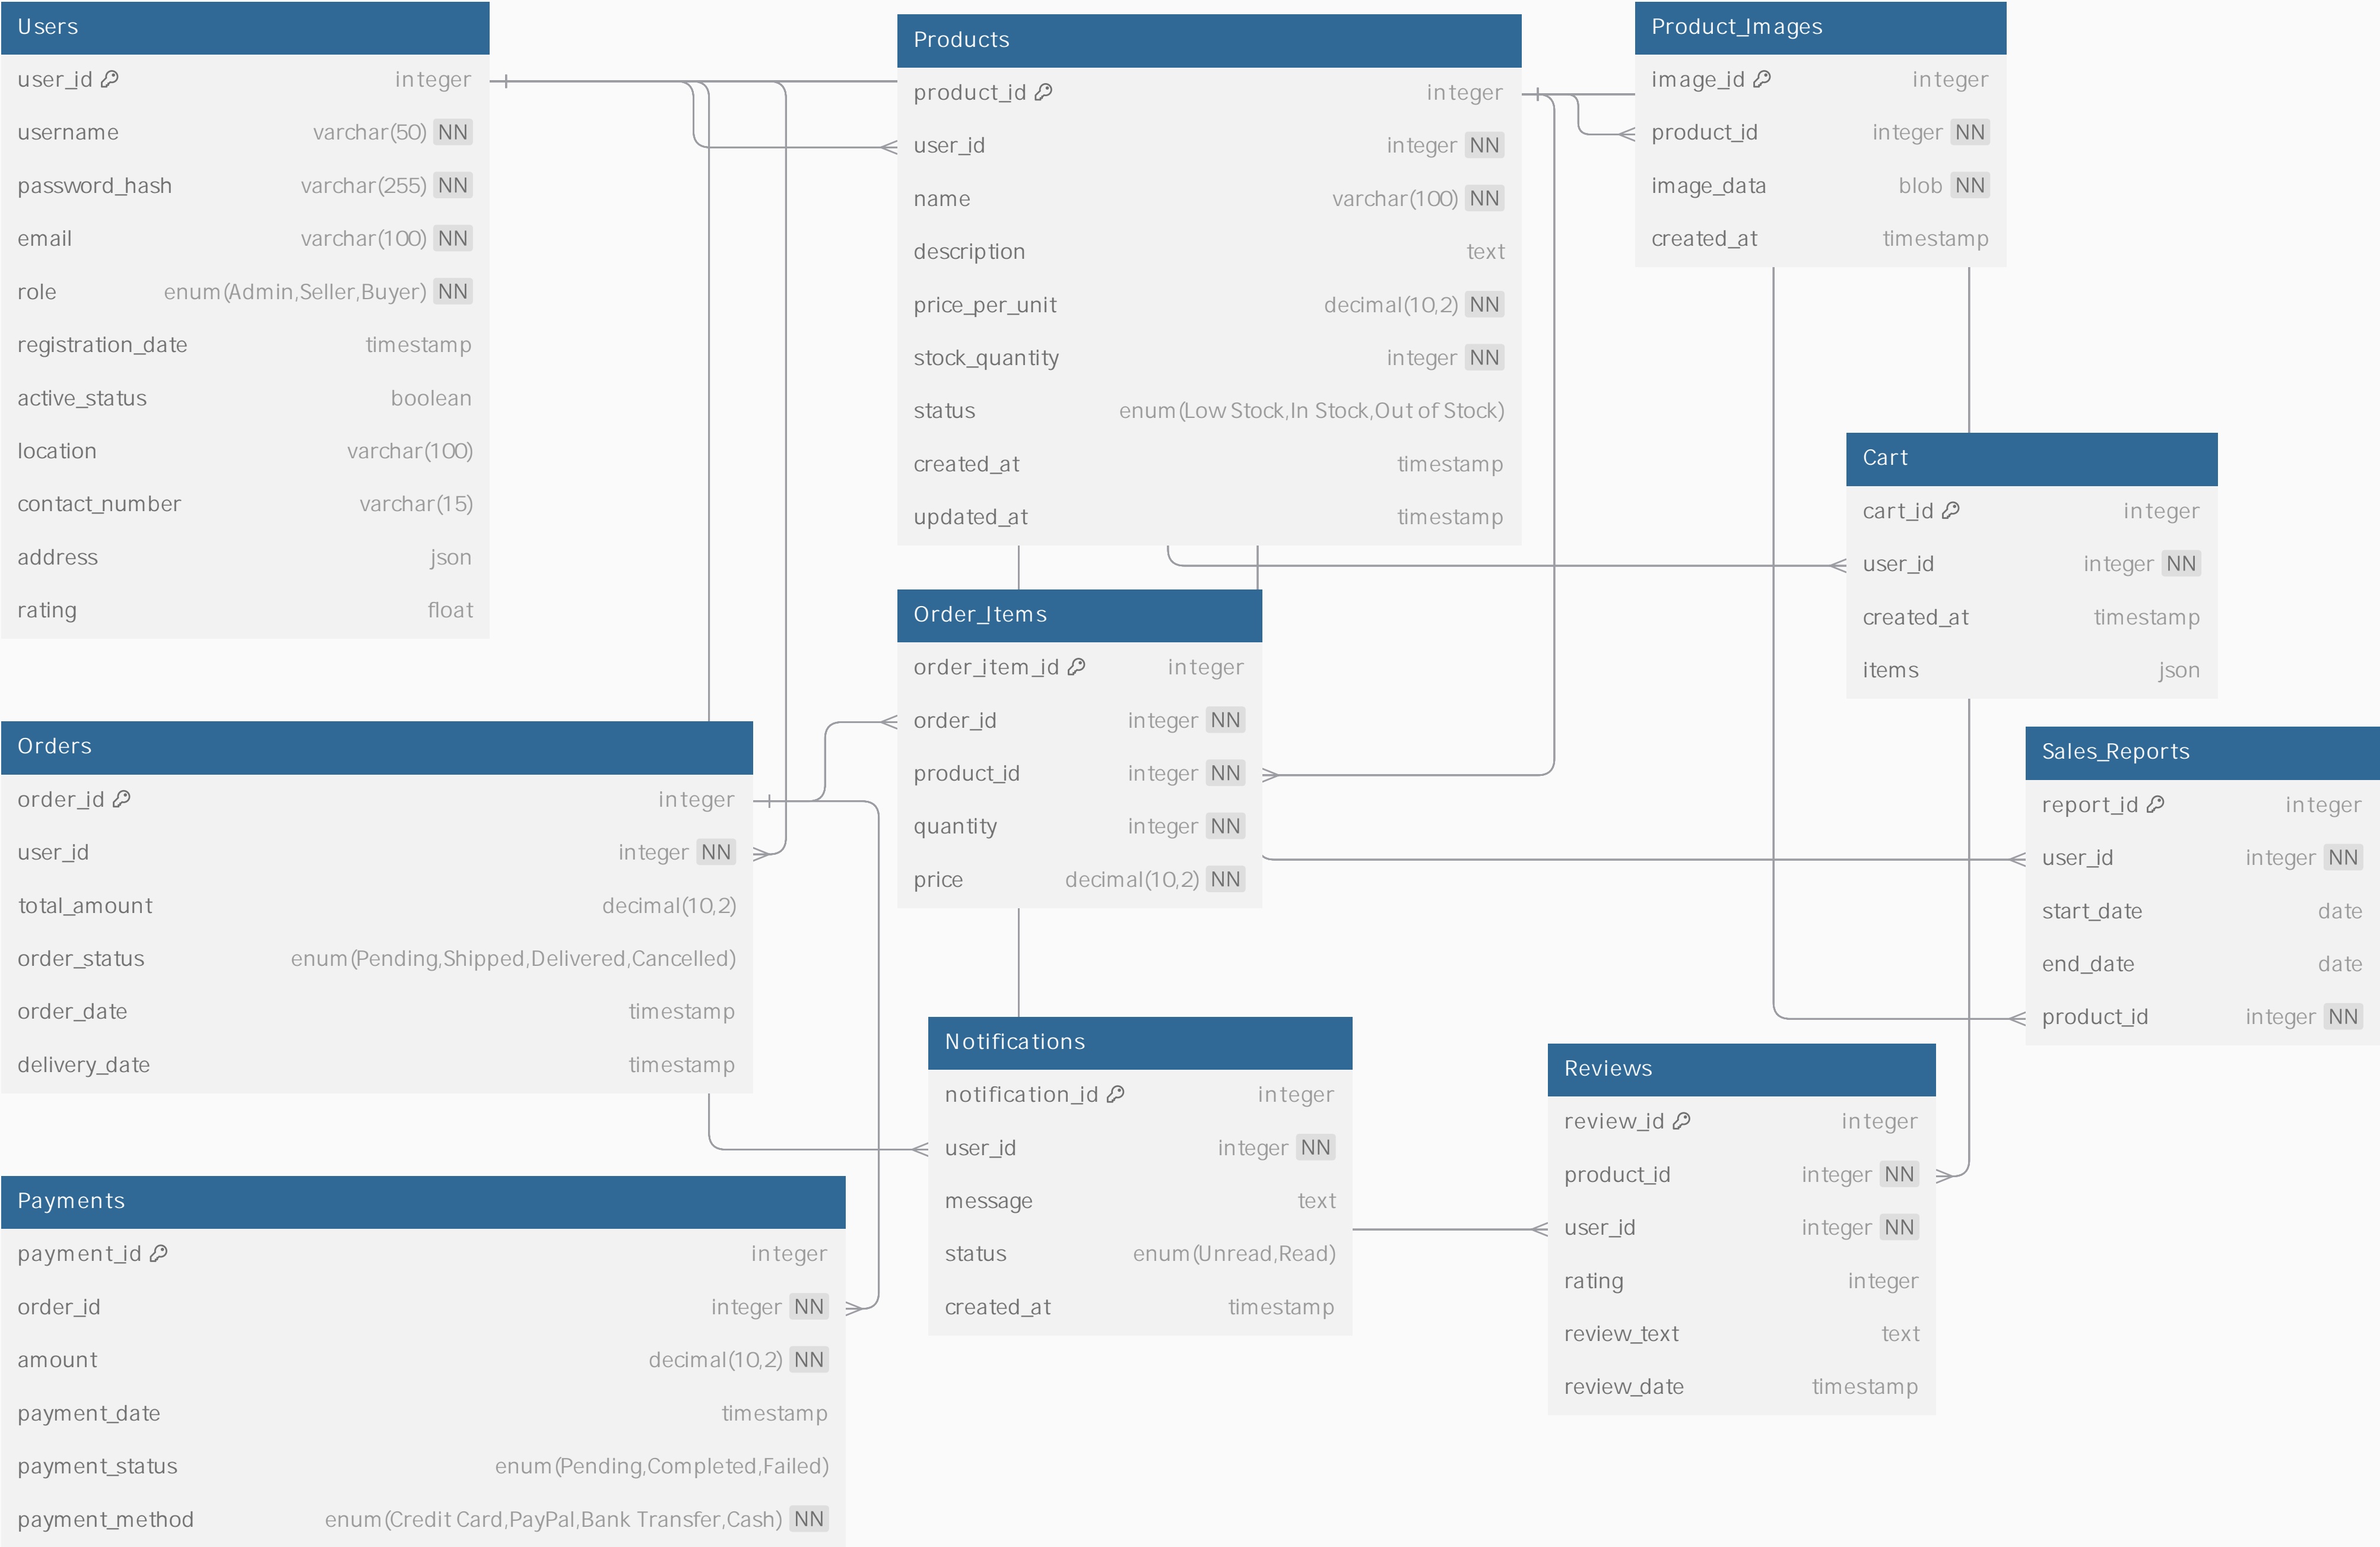 Users
user_id integer
username varchar(50) NN
password_hash varchar(255) NN
email varchar(100) NN
role enum(Admin,Seller,Buyer) NN
registration_date timestamp
active_status boolean
location varchar(100)
contact_number varchar(15)
address json
rating float
Products
product_id integer
user_id integer NN
name varchar(100) NN
description text
price_per_unit decimal(10,2) NN
stock_quantity integer NN
status enum(Low Stock,In Stock,Out of Stock)
created_at timestamp
updated_at timestamp
Product_Images
image_id integer
product_id integer NN
image_data blob NN
created_at timestamp
Cart
cart_id integer
user_id integer NN
created_at timestamp
items json
Order_Items
order_item_id integer
order_id integer NN
product_id integer NN
quantity integer NN
price decimal(10,2) NN
Orders
order_id integer
user_id integer NN
total_amount decimal(10,2)
order_status enum(Pending,Shipped,Delivered,Cancelled)
order_date timestamp
delivery_date timestamp
Sales_Reports
report_id integer
user_id integer NN
start_date date
end_date date
product_id integer NN
Notifications
notification_id integer
user_id integer NN
message text
status enum(Unread,Read)
created_at timestamp
Reviews
review_id integer
product_id integer NN
user_id integer NN
rating integer
review_text text
review_date timestamp
Payments
payment_id integer
order_id integer NN
amount decimal(10,2) NN
payment_date timestamp
payment_status enum(Pending,Completed,Failed)
payment_method enum(Credit Card,PayPal,Bank Transfer,Cash) NN